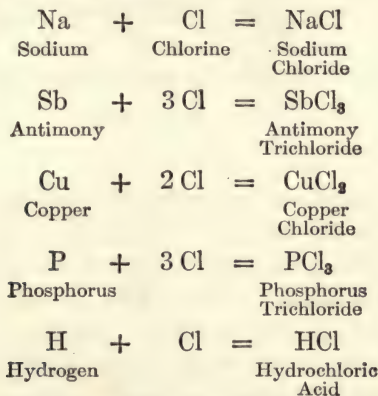 Na + Cl = NaCl
Sodium Chlorine Sodium
Chloride
Sb + 3 Cl = SbCl₃
Antimony Antimony
Trichloride
Cu + 2 Cl = CuCl₂
Copper Copper
Chloride
P + 3 Cl = PCl₃
Phosphorus Phosphorus
Trichloride
H + Cl = HCl
Hydrogen Hydrochloric
Acid